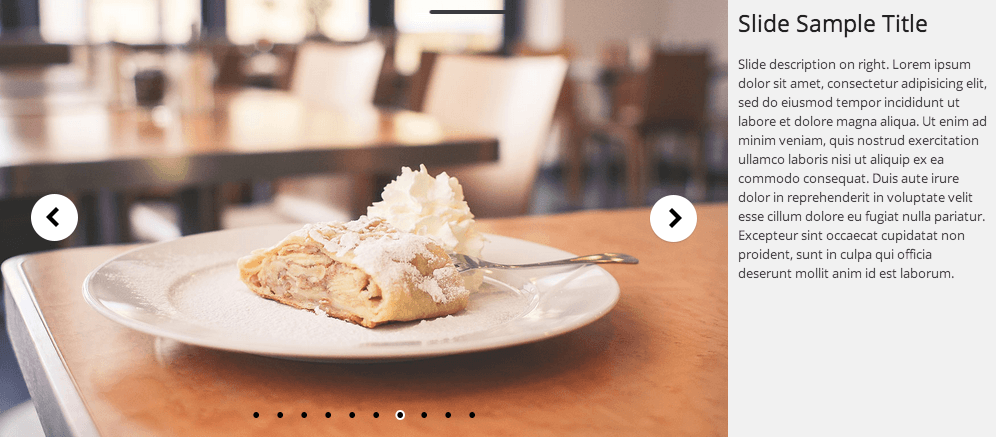 Slide Sample Title
Slide description on right. Lorem ipsum
dolor sit amet, consectetur adipisicing elit,
sed do eiusmod tempor incididunt ut
labore et dolore magna aliqua. Ut enim ad
minim veniam, quis nostrud exercitation
ullamco laboris nisi ut aliquip ex ea
commodo consequat. Duis aute irure
dolor in reprehenderit in voluptate velit
esse cillum dolore eu fugiat nulla pariatur.
Excepteur sint occaecat cupidatat non
proident, sunt in culpa qui officia
deserunt mollit anim id est laborum.